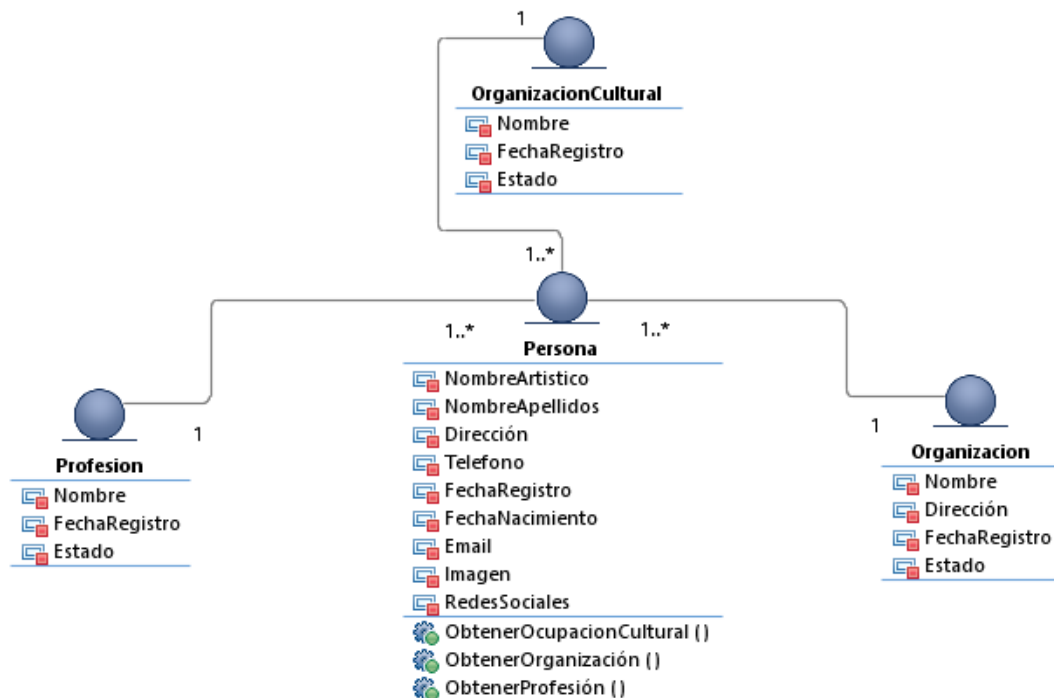 1
OrganizacionCultural
Nombre
FechaRegistro
Estado
1..*
1..*
1..*
Persona
NombreArtistico
NombreApellidos
Dirección
Telefono
FechaRegistro
FechaNacimiento
Email
Imagen
RedesSociales
ObtenerOcupacionCultural ()
ObtenerOrganización ()
ObtenerProfesión ()
1
Profesion
Nombre
FechaRegistro
Estado
1
Organizacion
Nombre
Dirección
FechaRegistro
Estado